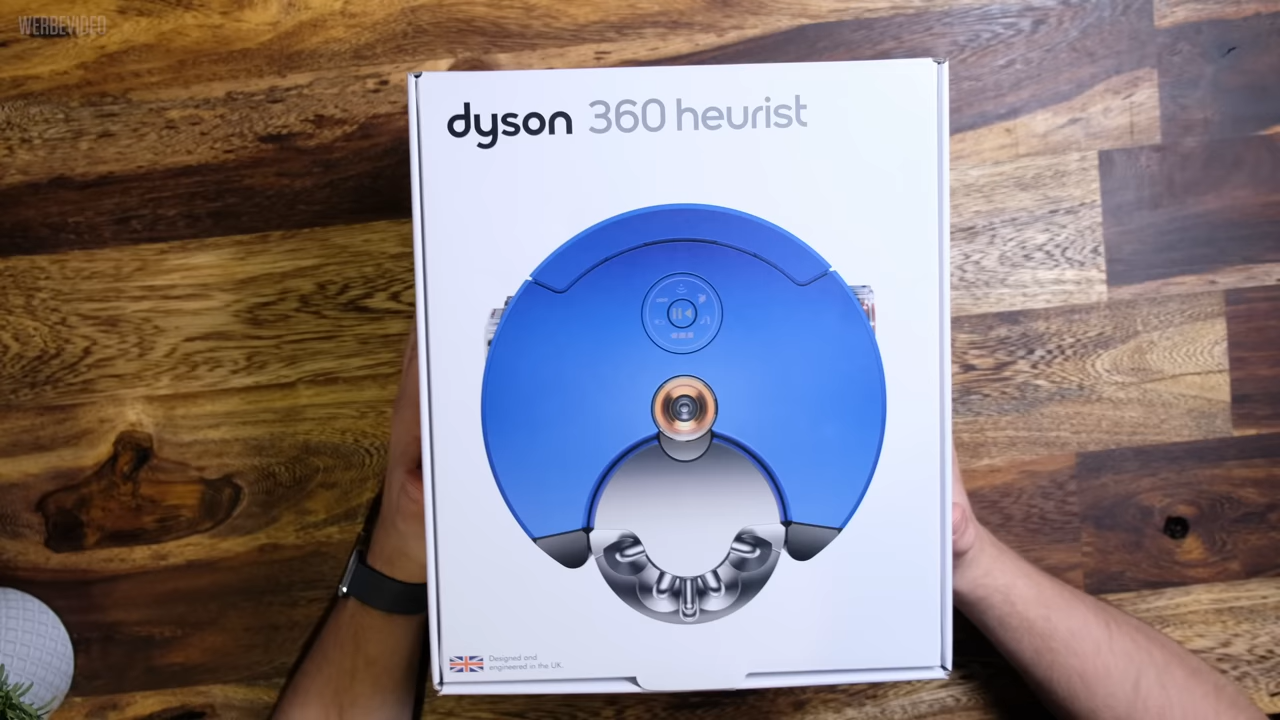 WERBEVIDEO
dyson 360 heurist
Designed and
engineered in the UK.